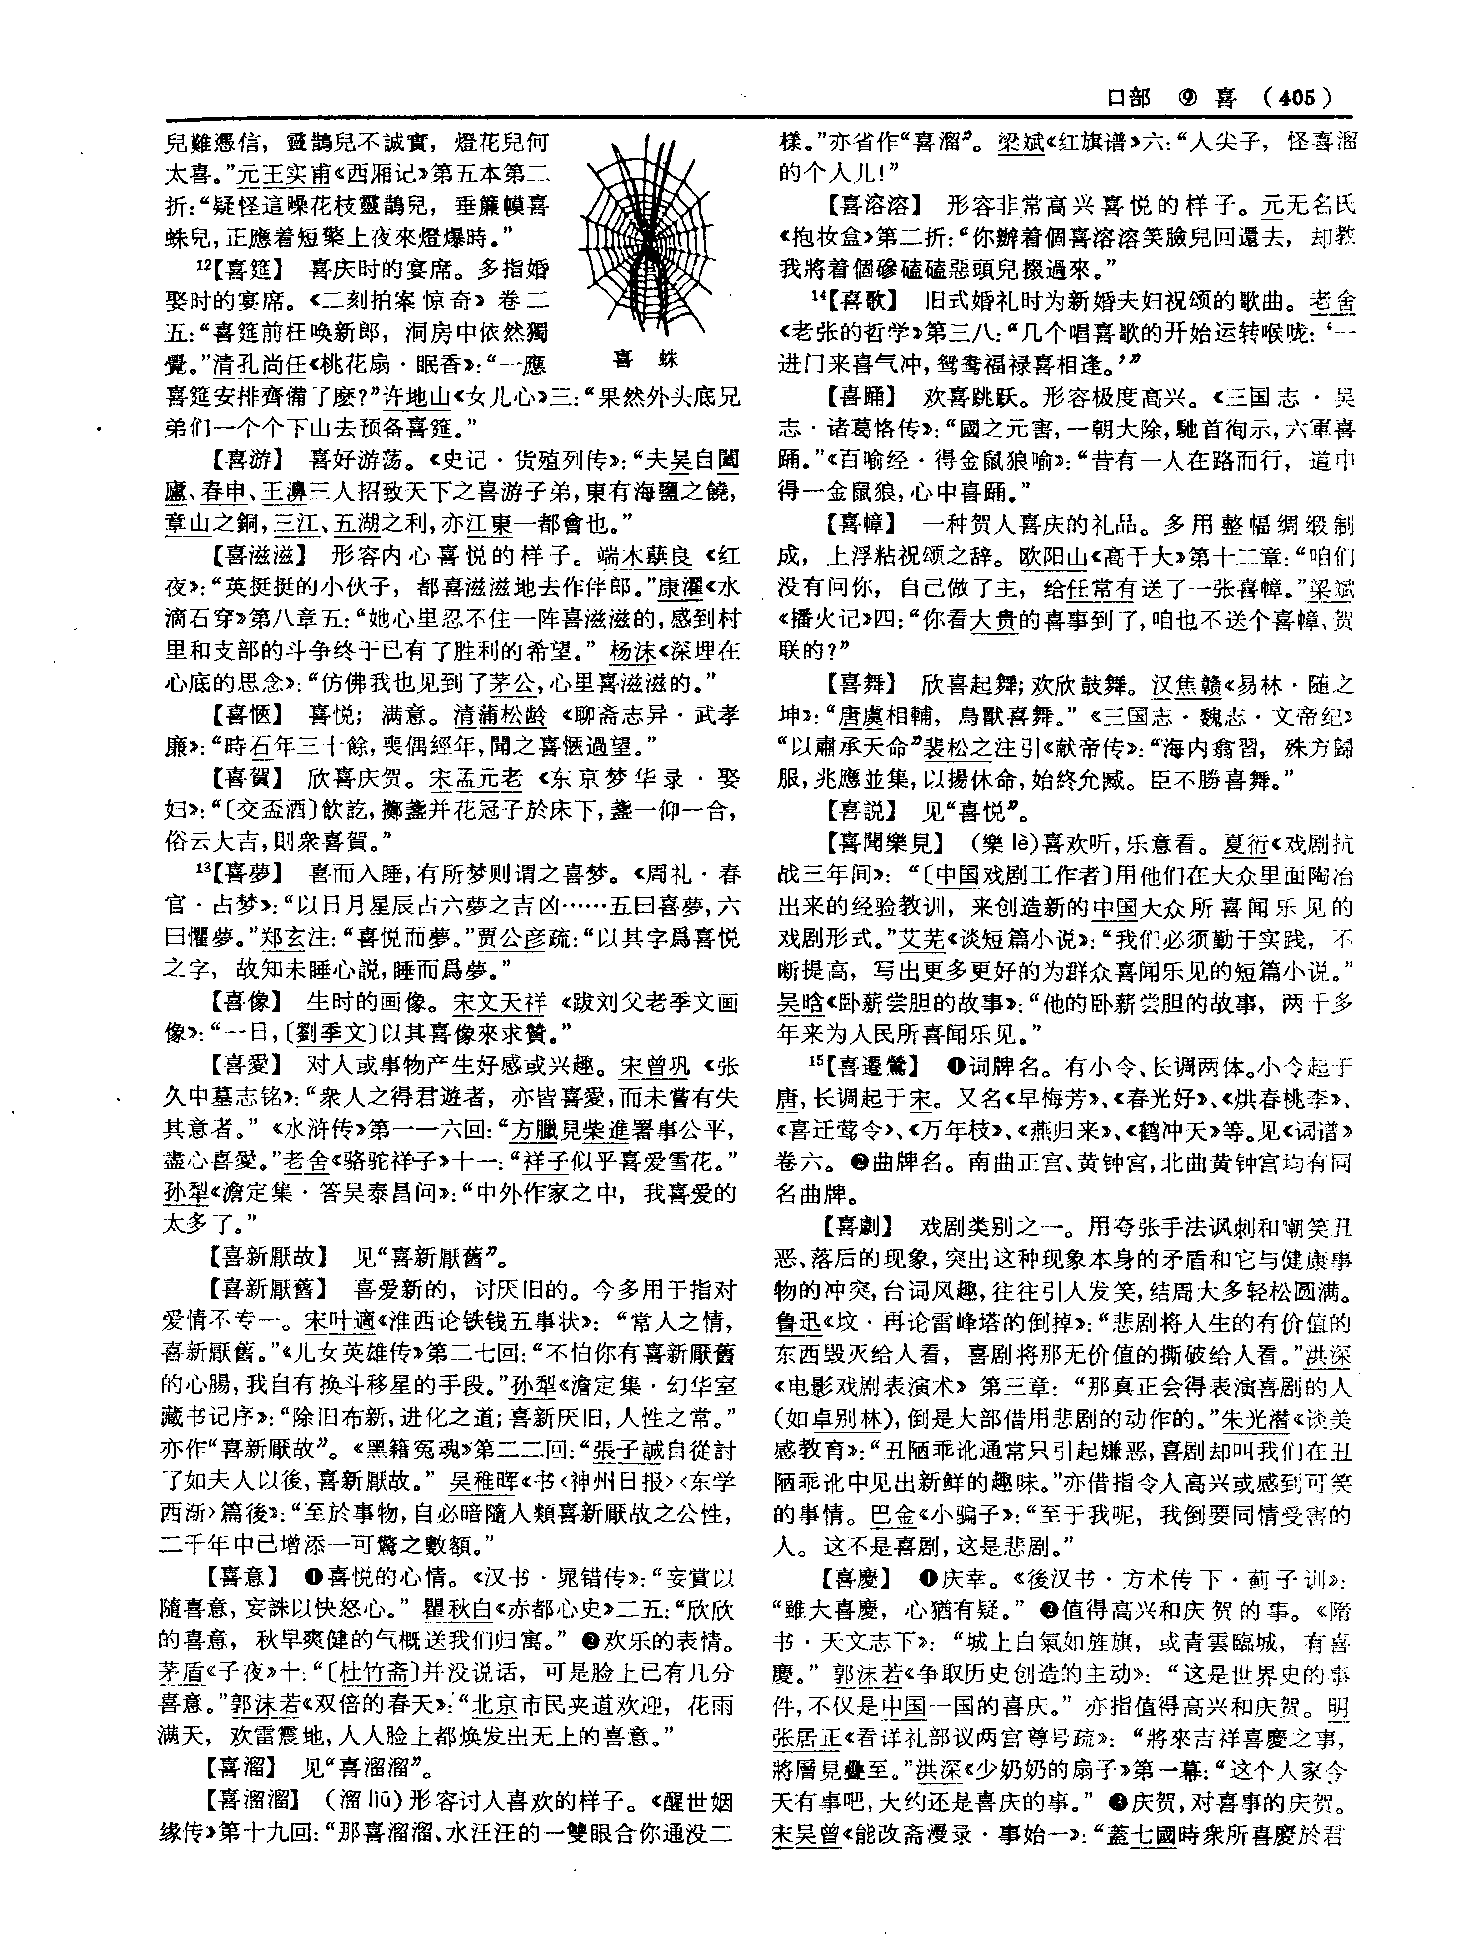 口部 ⑨ 喜 (405)
兒難憑信，靈鵲兒不誠實，燈花兒何
太喜。”元王实甫《西厢记》第五本第二
折：“疑怪這噪花枝靈鵲兒，垂簾幙喜
蛛兒，正應着短檠上夜來燈爆時。”
¹²【喜筵】 喜庆时的宴席。多指婚
娶时的宴席。《二刻拍案惊奇》卷二
五：“喜筵前枉唤新郎，洞房中依然獨
覺。”清孔尚任《桃花扇·眠香》：“一應
喜蛛
喜筵安排齊備了麽？”许地山《女儿心》三：“果然外头底兄
弟们一个个下山去预备喜筵。”
【喜游】 喜好游荡。《史记·货殖列传》：“夫吴自闔
廬、春申、王濞三人招致天下之喜游子弟，東有海鹽之饒，
章山之銅，三江、五湖之利，亦江東一都會也。”
【喜滋滋】 形容内心喜悦的样子。端木蕻良《红
夜》：“英挺挺的小伙子，都喜滋滋地去作伴郎。”康濯《水
滴石穿》第八章五：“她心里忍不住一阵喜滋滋的，感到村
里和支部的斗争终于已有了胜利的希望。”杨沫《深埋在
心底的思念》：“仿佛我也见到了茅公，心里喜滋滋的。”
【喜愜】 喜悦；满意。清蒲松龄《聊斋志异·武孝
廉》：“時石年三十餘，喪偶經年，聞之喜愜過望。”
【喜賀】 欣喜庆贺。宋孟元老《东京梦华录·娶
妇》：“〔交盃酒〕飲訖，擲盞并花冠子於床下，盞一仰一合，
俗云大吉，則衆喜賀。”
¹³【喜夢】 喜而入睡，有所梦则谓之喜梦。《周礼·春
官·占梦》：“以日月星辰占六夢之吉凶……五曰喜夢，六
曰懼夢。”郑玄注：“喜悦而夢。”贾公彦疏：“以其字爲喜悦
之字，故知未睡心説，睡而爲夢。”
【喜像】 生时的画像。宋文天祥《跋刘父老季文画
像》：“一日，〔劉季文〕以其喜像來求贊。”
【喜愛】 对人或事物产生好感或兴趣。宋曾巩《张
久中墓志铭》：“衆人之得君遊者，亦皆喜愛，而未嘗有失
其意者。”《水浒传》第一一六回：“方臘見柴進署事公平，
盡心喜愛。”老舍《骆驼祥子》十一：“祥子似乎喜爱雪花。”
孙犁《澹定集·答吴泰昌问》：“中外作家之中，我喜爱的
太多了。”
【喜新厭故】 见“喜新厭舊”。
【喜新厭舊】 喜爱新的，讨厌旧的。今多用于指对
爱情不专一。宋叶適《淮西论铁钱五事状》：“常人之情，
喜新厭舊。”《儿女英雄传》第二七回：“不怕你有喜新厭舊
的心腸，我自有换斗移星的手段。”孙犁《澹定集·幻华室
藏书记序》：“除旧布新，进化之道；喜新厌旧，人性之常。”
亦作“喜新厭故”。《黑籍冤魂》第二二回：“張子誠自從討
了如夫人以後，喜新厭故。”吴稚晖《书〈神州日报〉〈东学
西渐〉篇後》：“至於事物，自必暗隨人類喜新厭故之公性，
二千年中已增添一可驚之數額。”
【喜意】 ❶喜悦的心情。《汉书·晁错传》：“妄賞以
隨喜意，妄誅以快怒心。”瞿秋白《赤都心史》二五：“欣欣
的喜意，秋早爽健的气概送我们归寓。”❷欢乐的表情。
茅盾《子夜》十：“〔杜竹斋〕并没说话，可是脸上已有几分
喜意。”郭沫若《双倍的春天》：“北京市民夹道欢迎，花雨
满天，欢雷震地，人人脸上都焕发出无上的喜意。”
【喜溜】 见“喜溜溜”。
【喜溜溜】 (溜 liū)形容讨人喜欢的样子。《醒世姻
缘传》第十九回：“那喜溜溜、水汪汪的一雙眼合你通没二
樣。”亦省作“喜溜”。梁斌《红旗谱》六：“人尖子，怪喜溜
的个人儿！”
【喜溶溶】 形容非常高兴喜悦的样子。元无名氏
《抱妆盒》第二折：“你辦着個喜溶溶笑臉兒回還去，却教
我將着個磣磕磕惡頭兒掇過來。”
¹⁴【喜歌】 旧式婚礼时为新婚夫妇祝颂的歌曲。老舍
《老张的哲学》第三八：“几个唱喜歌的开始运转喉咙：‘一
进门来喜气冲，鸳鸯福禄喜相逢。’”
【喜踊】 欢喜跳跃。形容极度高兴。《三国志·吴
志·诸葛恪传》：“國之元害，一朝大除，馳首徇示，六軍喜
踊。”《百喻经·得金鼠狼喻》：“昔有一人在路而行，道中
得一金鼠狼，心中喜踊。”
【喜幛】 一种贺人喜庆的礼品。多用整幅绸缎制
成，上浮粘祝颂之辞。欧阳山《高干大》第十二章：“咱们
没有问你，自己做了主，给任常有送了一张喜幛。”梁斌
《播火记》四：“你看大贵的喜事到了，咱也不送个喜幛、贺
联的？”
【喜舞】 欣喜起舞；欢欣鼓舞。汉焦赣《易林·随之
坤》：“唐虞相輔，鳥獸喜舞。”《三国志·魏志·文帝纪》
“以肅承天命”裴松之注引《献帝传》：“海内翕習，殊方歸
服，兆應並集，以揚休命，始終允臧。臣不勝喜舞。”
【喜説】 见“喜悦”。
【喜聞樂見】 (樂 lè)喜欢听，乐意看。夏衍《戏剧抗
战三年间》：“〔中国戏剧工作者〕用他们在大众里面陶冶
出来的经验教训，来创造新的中国大众所喜闻乐见的
戏剧形式。”艾芜《谈短篇小说》：“我们必须勤于实践，不
断提高，写出更多更好的为群众喜闻乐见的短篇小说。”
吴晗《卧薪尝胆的故事》：“他的卧薪尝胆的故事，两千多
年来为人民所喜闻乐见。”
¹⁵【喜遷鶯】 ❶词牌名。有小令、长调两体。小令起于
唐，长调起于宋。又名《早梅芳》、《春光好》、《烘春桃李》、
《喜迁莺令》、《万年枝》、《燕归来》、《鹤冲天》等。见《词谱》
卷六。❷曲牌名。南曲正宫、黄钟宫，北曲黄钟宫均有同
名曲牌。
【喜劇】 戏剧类别之一。用夸张手法讽刺和嘲笑丑
恶、落后的现象，突出这种现象本身的矛盾和它与健康事
物的冲突，台词风趣，往往引人发笑，结局大多轻松圆满。
鲁迅《坟·再论雷峰塔的倒掉》：“悲剧将人生的有价值的
东西毁灭给人看，喜剧将那无价值的撕破给人看。”洪深
《电影戏剧表演术》第三章：“那真正会得表演喜剧的人
(如卓别林)，倒是大部借用悲剧的动作的。”朱光潜《谈美
感教育》：“丑陋乖讹通常只引起嫌恶，喜剧却叫我们在丑
陋乖讹中见出新鲜的趣味。”亦借指令人高兴或感到可笑
的事情。巴金《小骗子》：“至于我呢，我倒要同情受害的
人。这不是喜剧，这是悲剧。”
【喜慶】 ❶庆幸。《後汉书·方术传下·蓟子训》：
“雖大喜慶，心猶有疑。”❷值得高兴和庆贺的事。《隋
书·天文志下》：“城上白氣如旌旗，或青雲臨城，有喜
慶。”郭沫若《争取历史创造的主动》：“这是世界史的事
件，不仅是中国一国的喜庆。”亦指值得高兴和庆贺。明
张居正《看详礼部议两宫尊号疏》：“將來吉祥喜慶之事，
將層見疊至。”洪深《少奶奶的扇子》第一幕：“这个人家今
天有事吧，大约还是喜庆的事。”❸庆贺，对喜事的庆贺。
宋吴曾《能改斋漫录·事始一》：“蓋七國時衆所喜慶於君